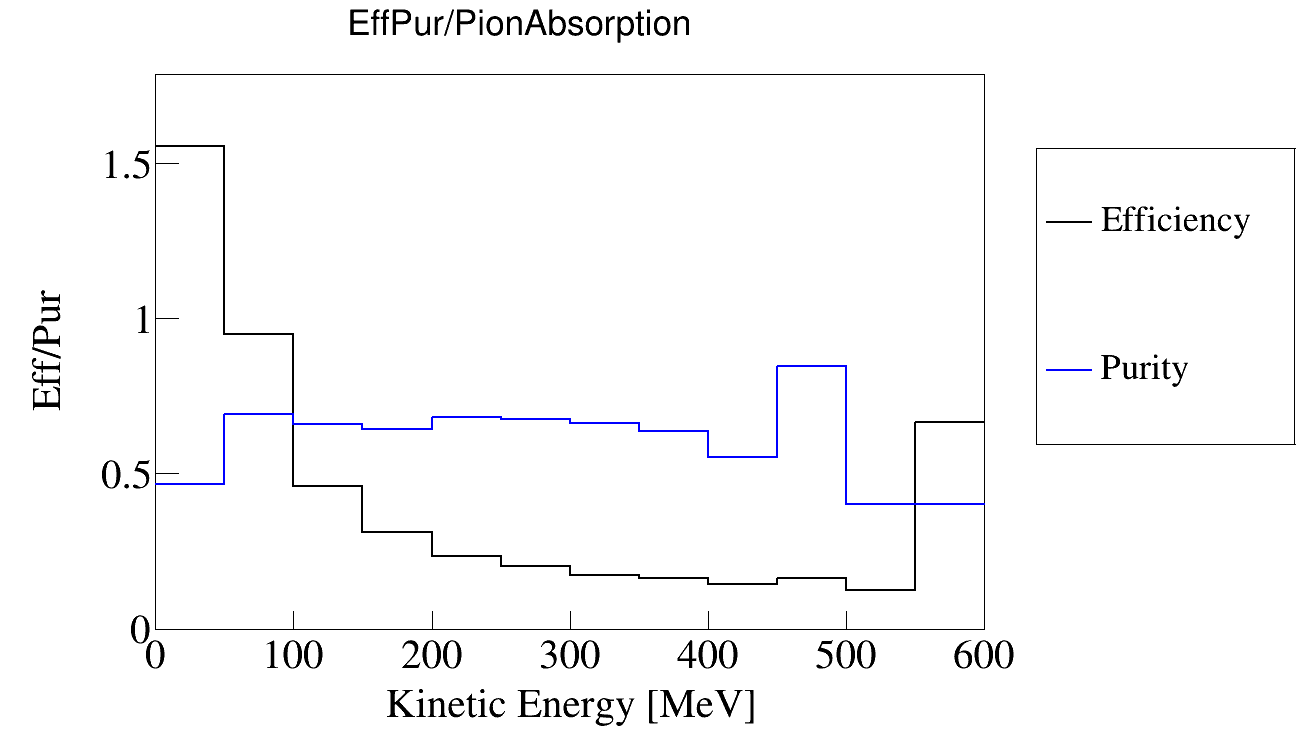 EffPur/PionAbsorption
1.5
1
0.5
0
Eff/Pur
0 100 200 300 400 500 600
Kinetic Energy [MeV]
Efficiency
Purity